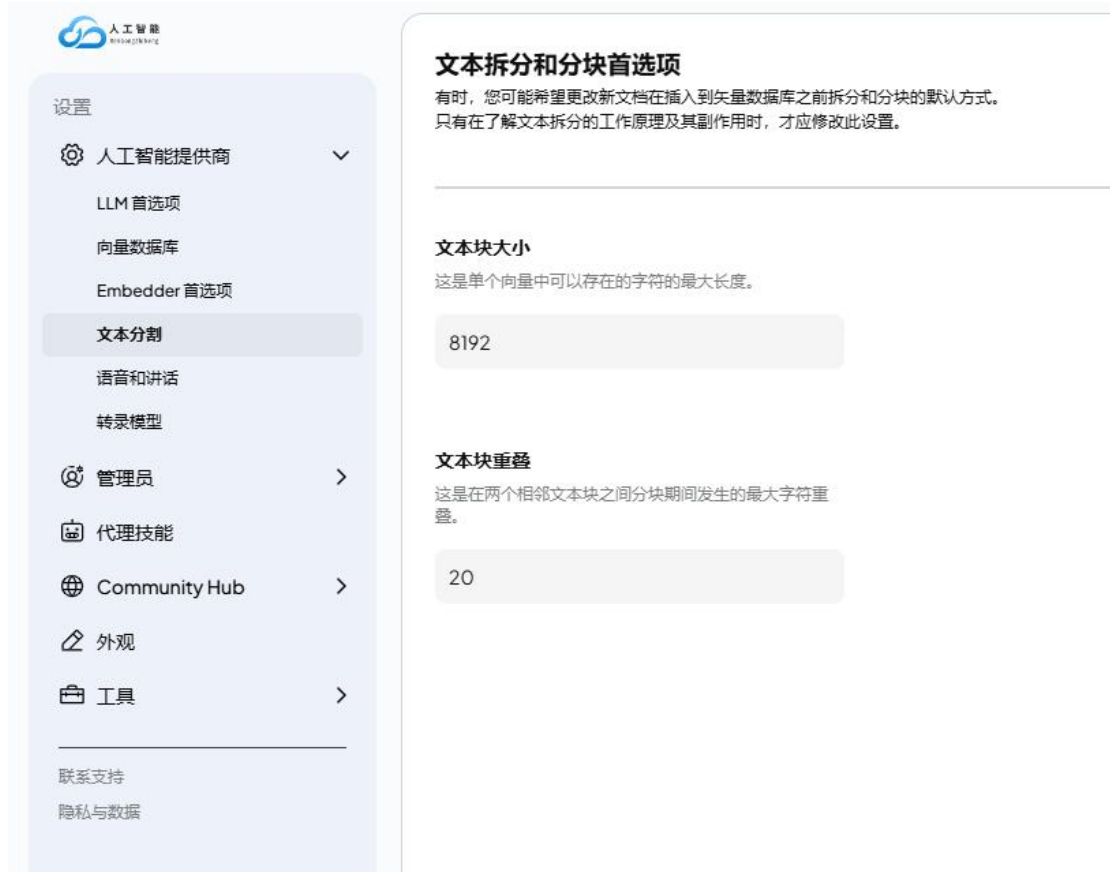 人工智能
设置
人工智能提供商
LLM 首选项
向量数据库
Embedder 首选项
文本分割
语音和讲话
转录模型
管理员
代理技能
Community Hub
外观
工具
联系支持
隐私与数据
文本拆分和分块首选项
有时，您可能希望更改新文档在插入到矢量数据库之前拆分和分块的默认方式。
只有在了解文本拆分的工作原理及其副作用时，才应修改此设置。
文本块大小
这是单个向量中可以存在的字符的最大长度。
8192
文本块重叠
这是在两个相邻文本块之间分块期间发生的最大字符重
叠。
20